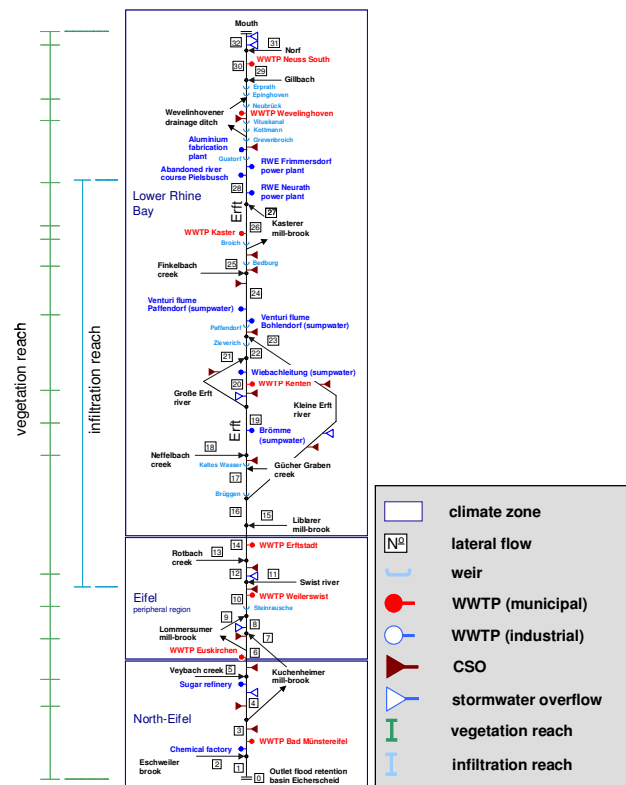 Mouth
32
31
Norf
WWTP Neuss South
30
29
Gillbach
Erprath
Epinghoven
Wevelinhovener
drainage ditch
Neubrück
WWTP Wevelinghoven
Vituskanal
Kottmann
Grevenbroich
Aluminium
fabrication
plant
Gustorf
RWE Frimmersdorf
power plant
Abandoned river
course Pielsbusch
28
RWE Neurath
power plant
Lower Rhine
Bay
Erft
27
Kasterer
mill-brook
26
WWTP Kaster
Broich
25
Bedburg
Finkelbach
creek
24
Venturi flume
Paffendorf (sumpwater)
Venturi flume
Bohlendorf (sumpwater)
Paffendorf
23
Zieverich
21
22
Wiebachleitung (sumpwater)
20
WWTP Kenten
Große Erft
river
Kleine Erft
river
19
Erft
Brömme
(sumpwater)
18
Neffelbach
creek
Kaltes Wasser
Gücher Graben
creek
17
Brüggen
16
15
Liblarer
mill-brook
14
WWTP Erftstadt
13
Rotbach
creek
12
11
Swist river
Eifel
peripheral region
10
WWTP Weilerswist
Steinrausche
9
8
Lommersumer
mill-brook
7
WWTP Euskirchen
6
Kuchenheimer
mill-brook
Veybach creek
5
Sugar refinery
4
North-Eifel
3
WWTP Bad Münstereifel
Chemical factory
Eschweiler
brook
2
1
0
Outlet flood retention
basin Eicherscheid
vegetation reach
infiltration reach
climate zone
Nº
lateral flow
weir
WWTP (municipal)
WWTP (industrial)
CSO
stormwater overflow
vegetation reach
infiltration reach